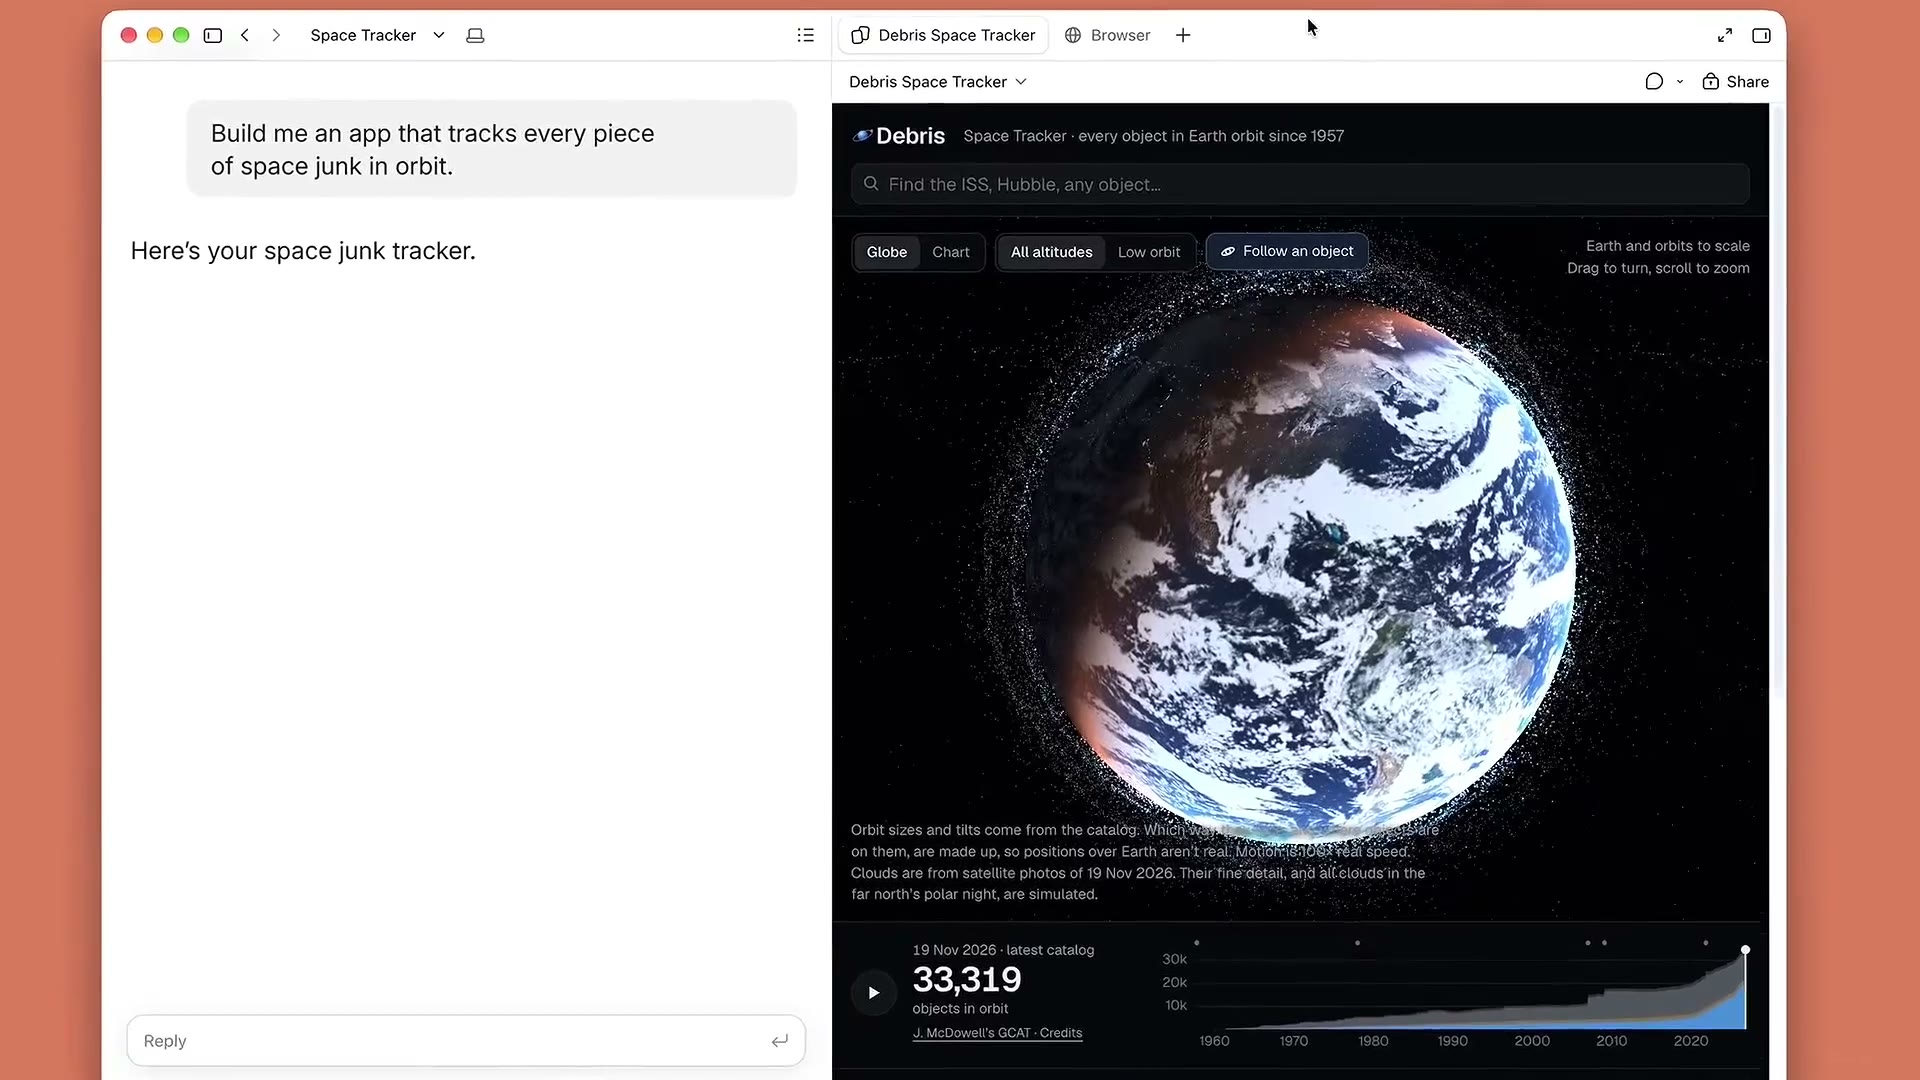 Space Tracker
Debris Space Tracker
Browser
Debris Space Tracker
Share
Build me an app that tracks every piece
of space junk in orbit.
Here's your space junk tracker.
Reply
Debris
Space Tracker · every object in Earth orbit since 1957
Find the ISS, Hubble, any object...
Globe
Chart
All altitudes
Low orbit
Follow an object
Earth and orbits to scale
Drag to turn, scroll to zoom
Orbit sizes and tilts come from the catalog. Which are
on them, are made up, so positions over Earth aren't real. Motion is real speed.
Clouds are from satellite photos of 19 Nov 2026. Their fine detail, and all clouds in the
far north's polar night, are simulated.
19 Nov 2026 · latest catalog
33,319
objects in orbit
J. McDowell's GCAT · Credits
30k
20k
10k
1960 1970 1980 1990 2000 2010 2020